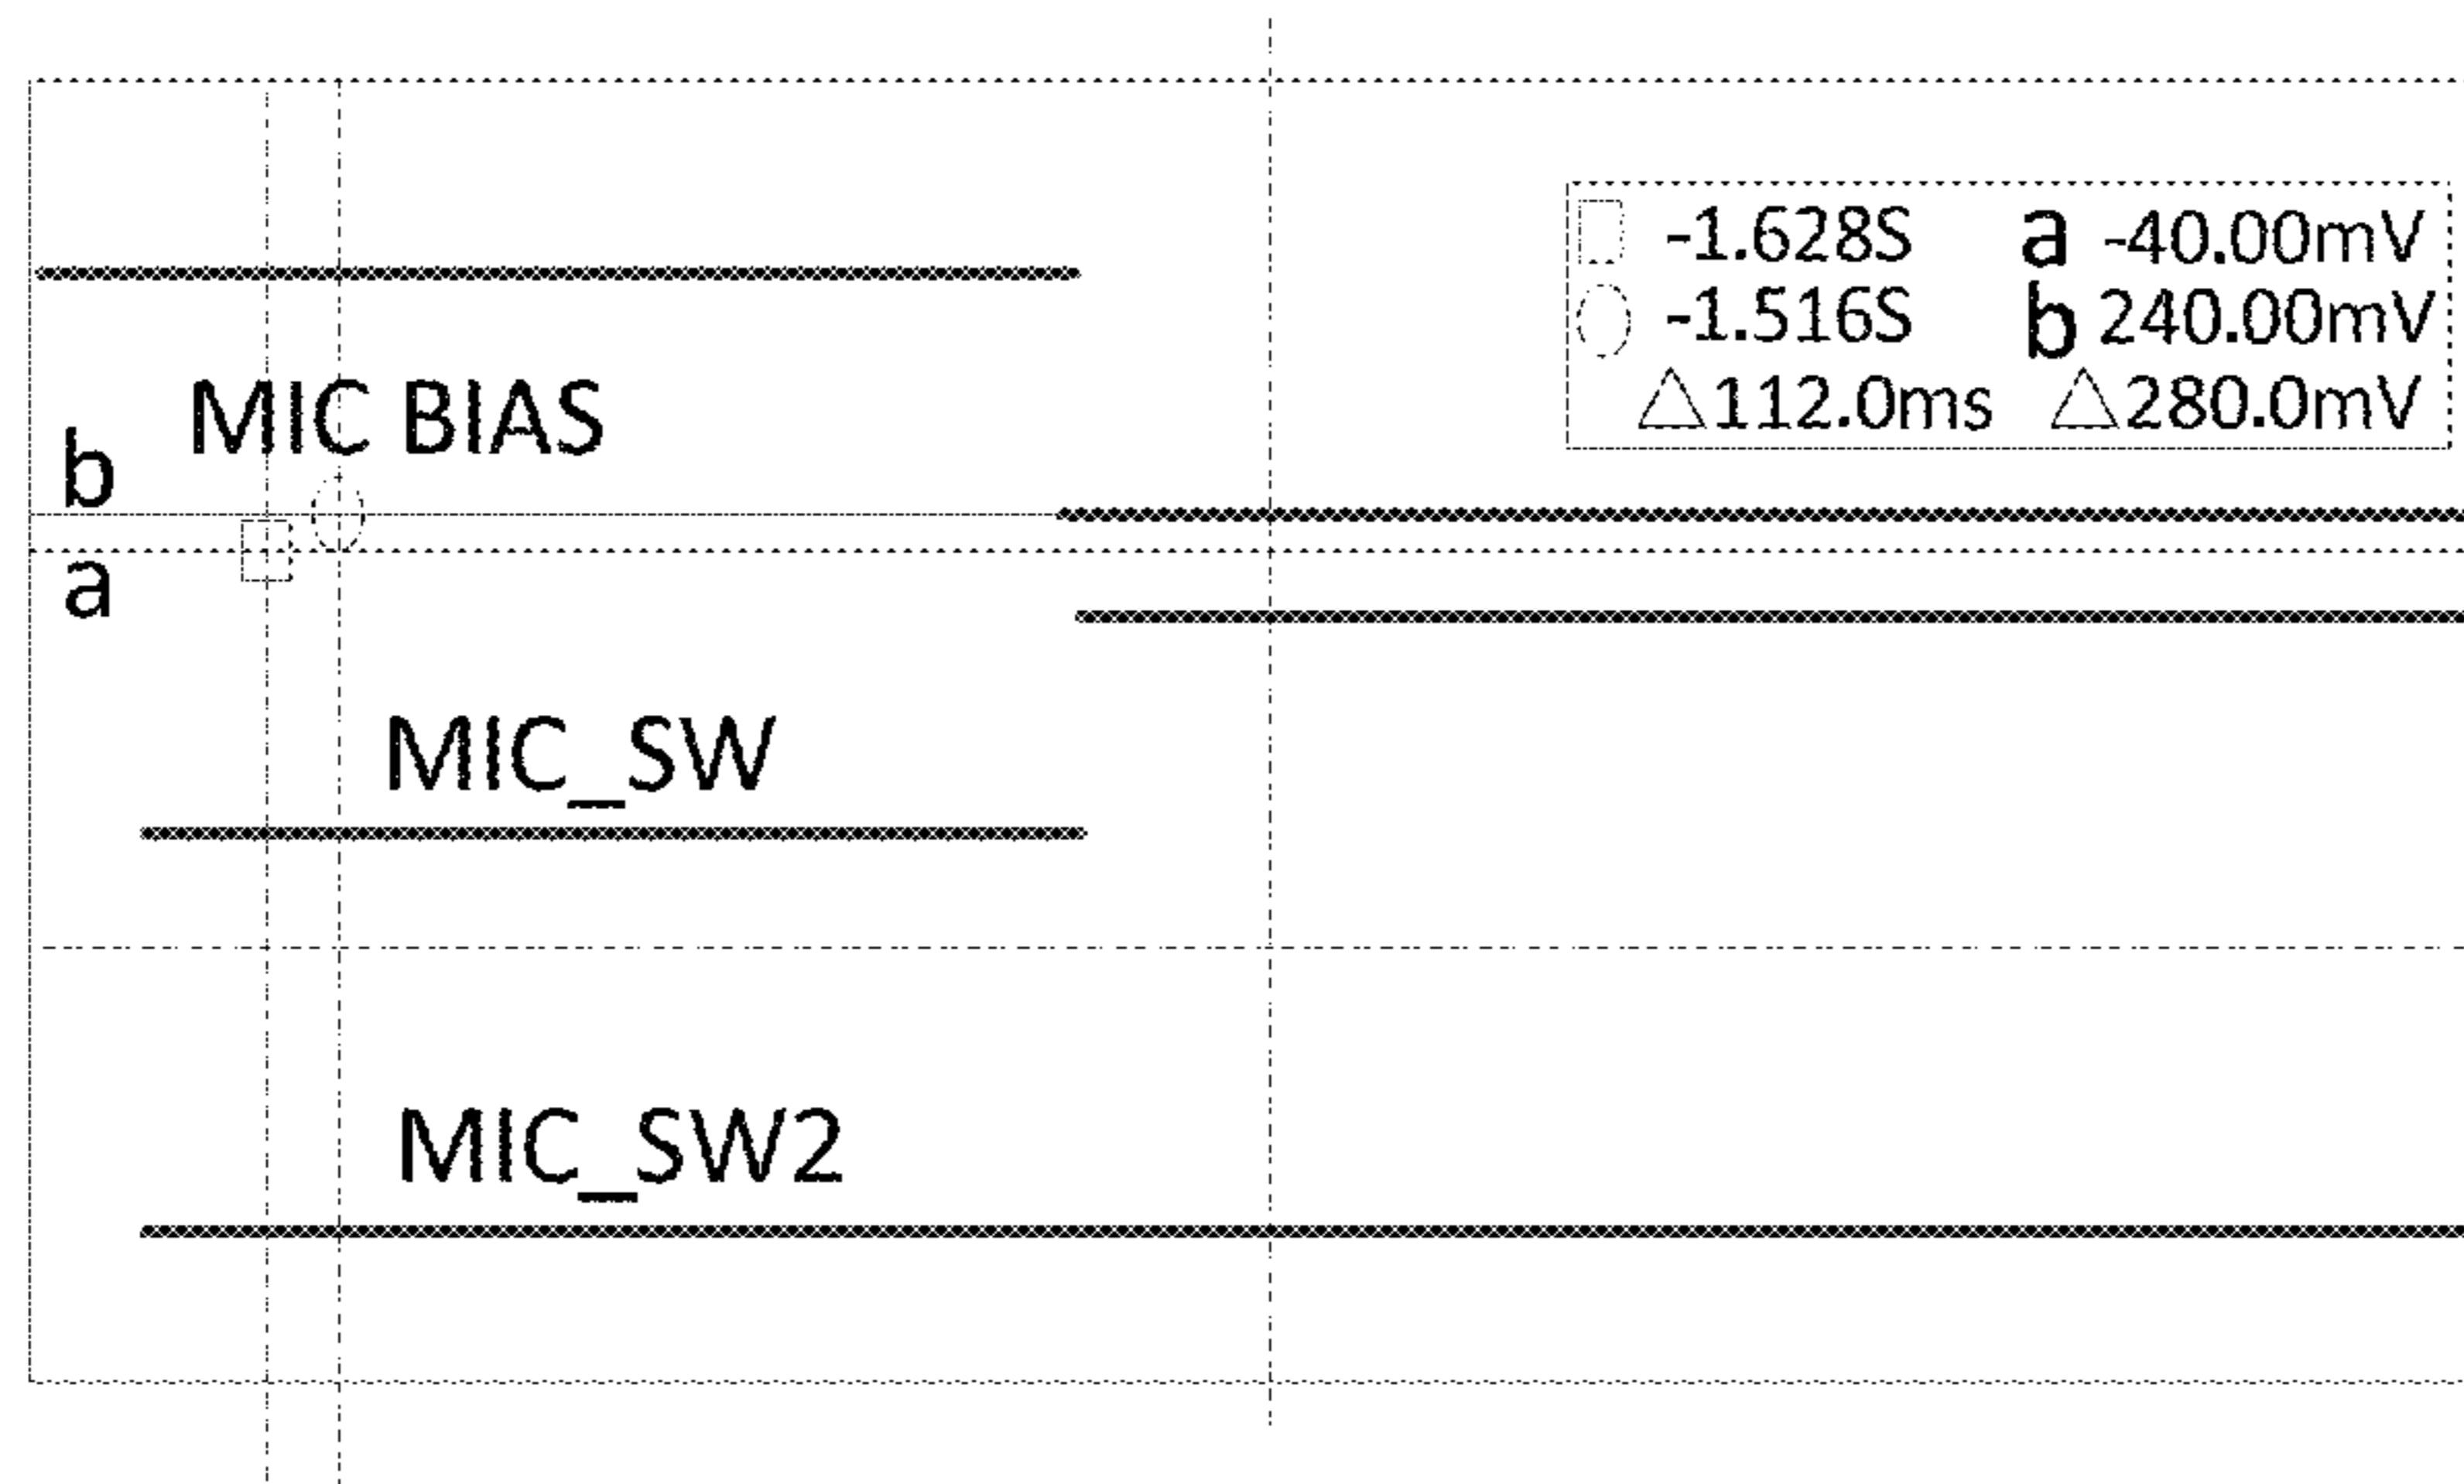 -1.628S a -40.00mV
-1.516S b 240.00mV
△112.0ms △280.0mV
MIC BIAS
b
a
MIC_SW
MIC_SW2